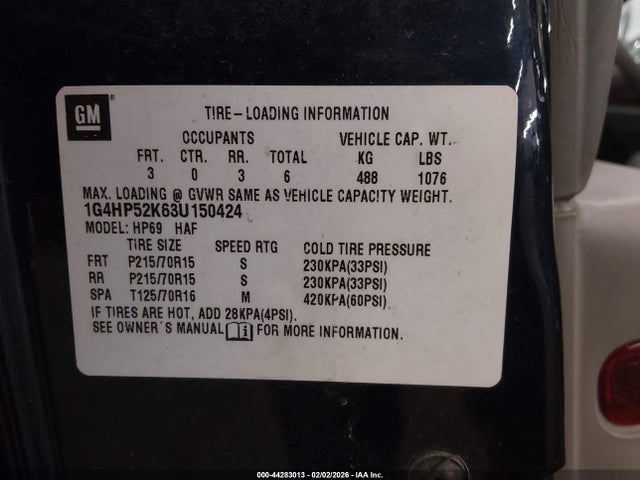 GM
TIRE-LOADING INFORMATION
OCCUPANTS VEHICLE CAP. WT.
FRT. CTR. RR. TOTAL KG LBS
3 0 3 6 488 1076
MAX. LOADING @ GVWR SAME AS VEHICLE CAPACITY WEIGHT.
1G4HP52K63U150424
MODEL: HP69 HAF
TIRE SIZE SPEED RTG COLD TIRE PRESSURE
FRT P215/70R15 S 230KPA(33PSI)
RR P215/70R15 S 230KPA(33PSI)
SPA T125/70R16 M 420KPA(60PSI)
IF TIRES ARE HOT, ADD 28KPA(4PSI).
SEE OWNER'S MANUAL i FOR MORE INFORMATION.
000-44283013 - 02/02/2026 - IAA Inc.